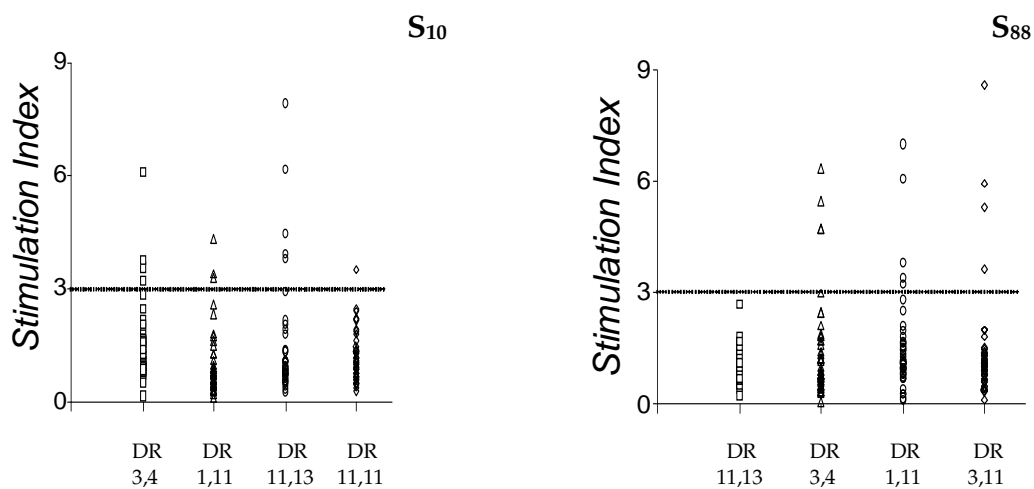 S10
Stimulation Index
9
6
3
0
DR DR DR DR
3,4 1,11 11,13 11,11
S88
Stimulation Index
9
6
3
0
DR DR DR DR
11,13 3,4 1,11 3,11